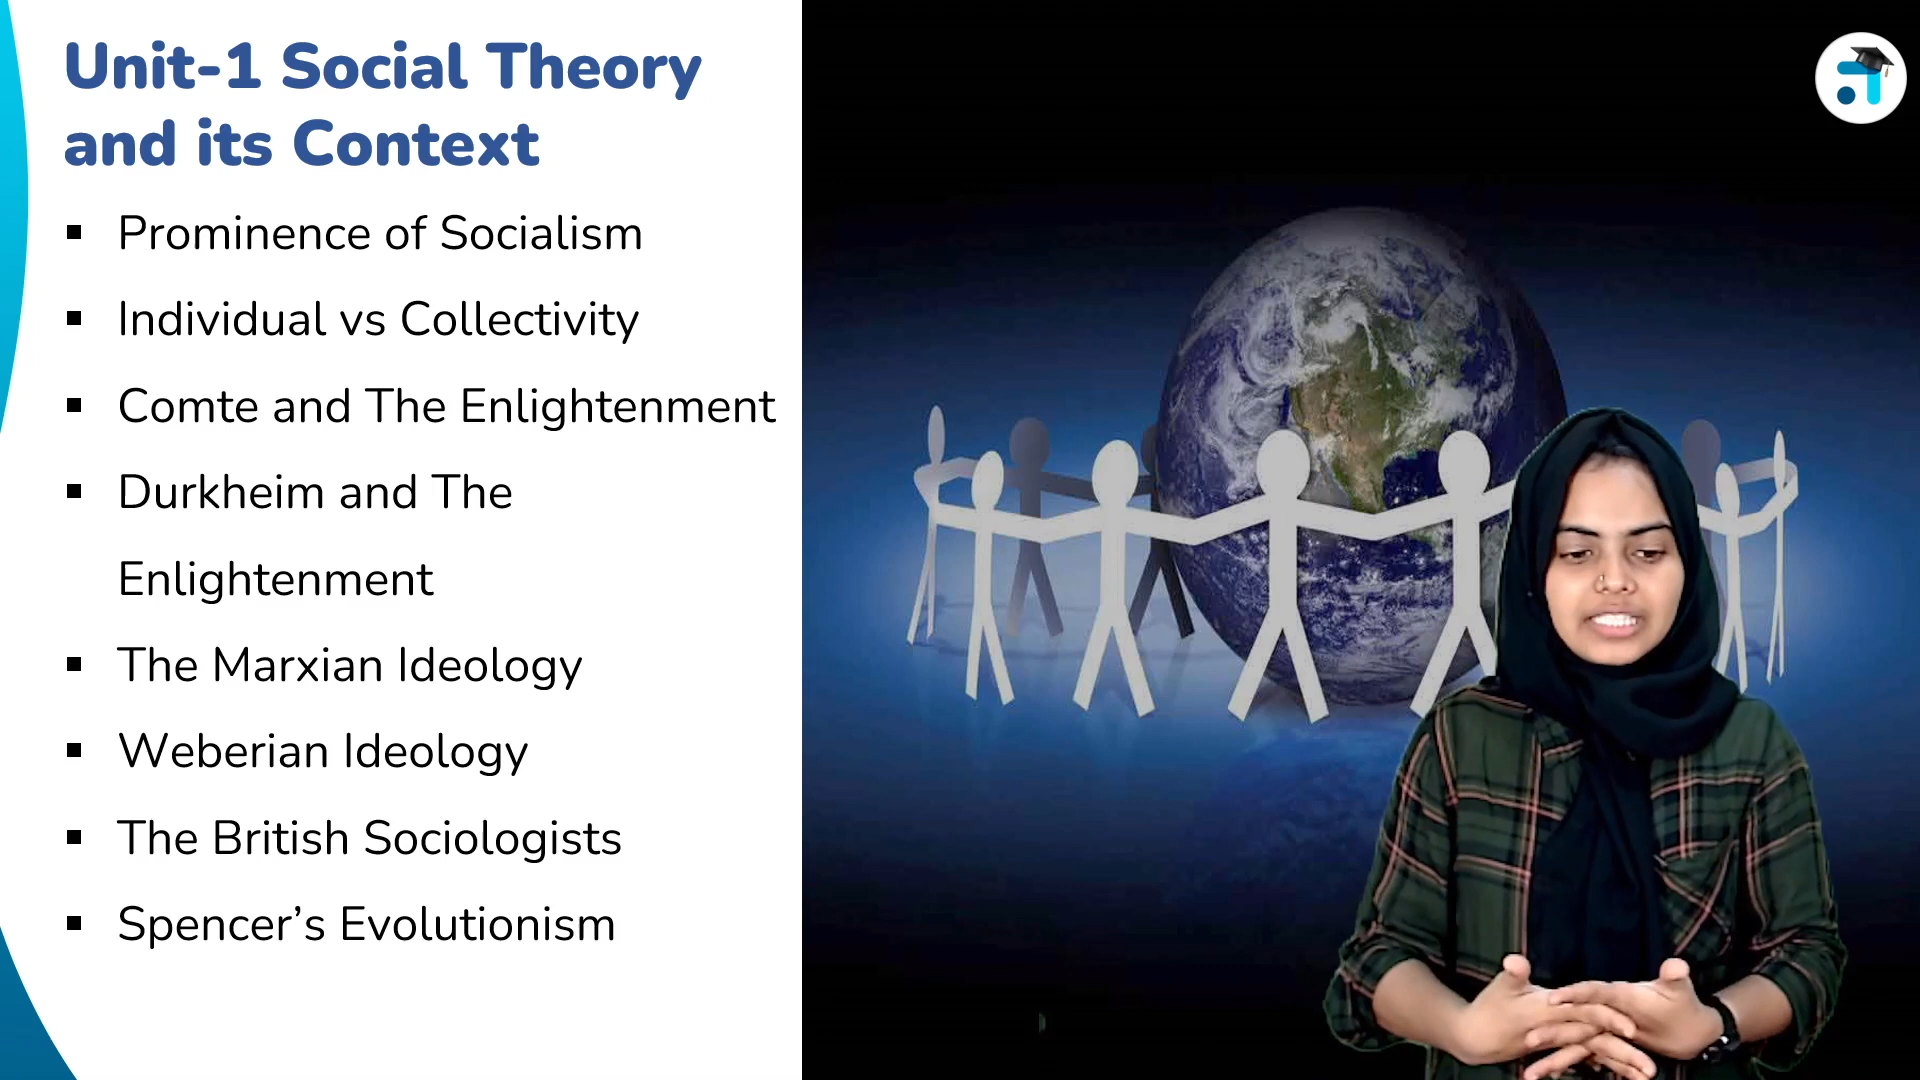 Unit-1 Social Theory
and its Context
▪ Prominence of Socialism
▪ Individual vs Collectivity
▪ Comte and The Enlightenment
▪ Durkheim and The
Enlightenment
▪ The Marxian Ideology
▪ Weberian Ideology
▪ The British Sociologists
▪ Spencer’s Evolutionism